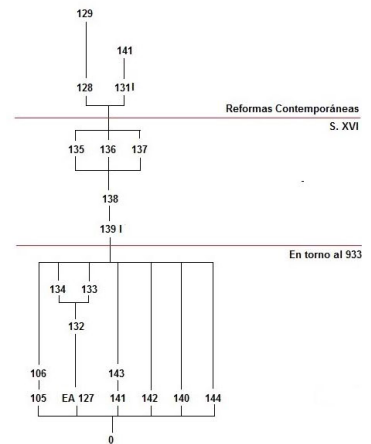 129
141
128 131I
Reformas Contemporáneas
S. XVI
135 136 137
138
139 I
En torno al 933
134 133
132
106 143
105 EA 127 141 142 140 144
0